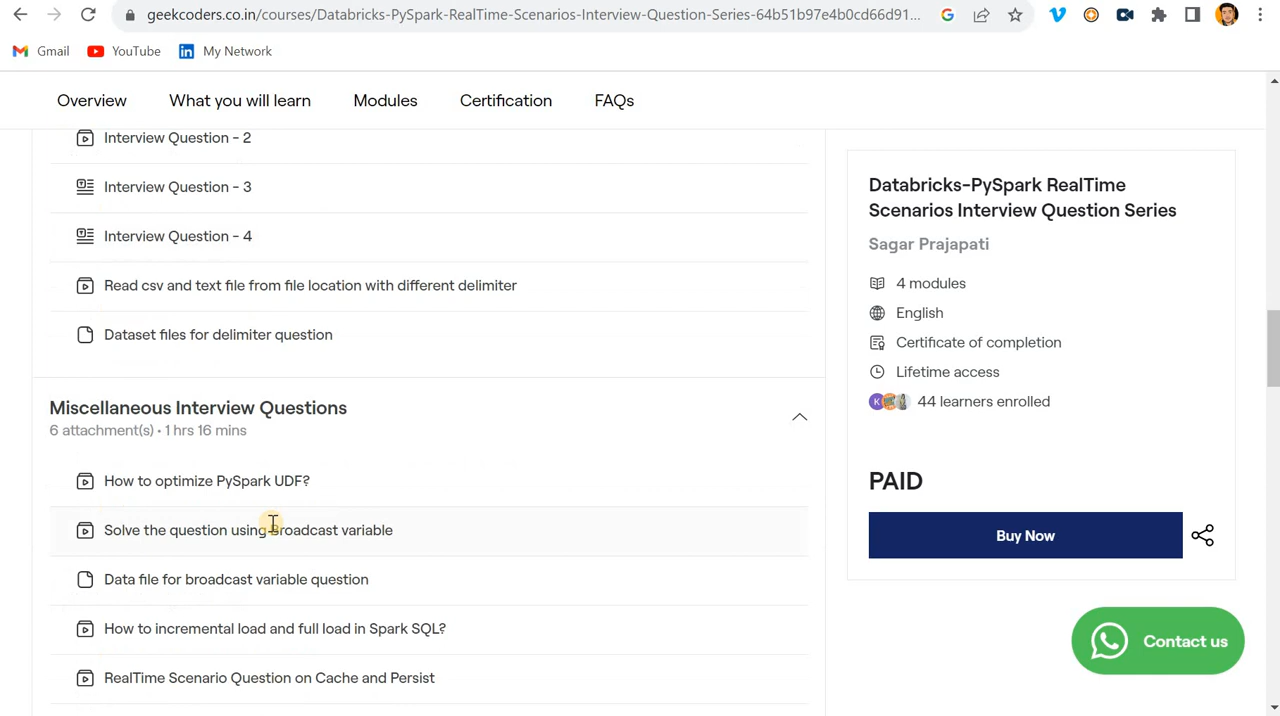 geekcoders.co.in/courses/Databricks-PySpark-RealTime-Scenarios-Interview-Question-Series-64b51b97e4b0cd66d91...
Gmail
YouTube
My Network
Overview
What you will learn
Modules
Certification
FAQs
Interview Question - 2
Interview Question - 3
Interview Question - 4
Read csv and text file from file location with different delimiter
Dataset files for delimiter question
Miscellaneous Interview Questions
6 attachment(s) • 1 hrs 16 mins
How to optimize PySpark UDF?
Solve the question using Broadcast variable
Data file for broadcast variable question
How to incremental load and full load in Spark SQL?
RealTime Scenario Question on Cache and Persist
Databricks-PySpark RealTime
Scenarios Interview Question Series
Sagar Prajapati
4 modules
English
Certificate of completion
Lifetime access
K
44 learners enrolled
PAID
Buy Now
Contact us